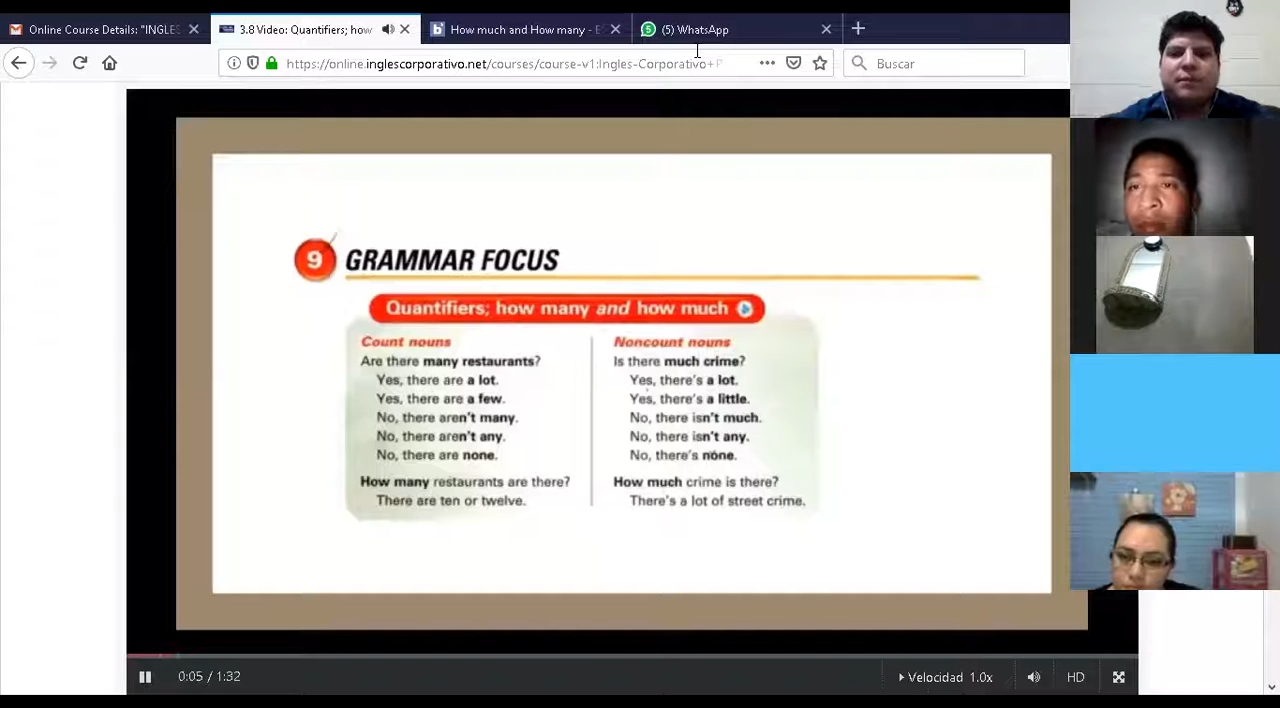 Online Course Details: "INGLES
3.8 Video: Quantifiers; how
How much and How many - E
(5) WhatsApp
https://online.inglescorporativo.net/courses/course-v1:Ingles-Corporativo+P
Buscar
9 GRAMMAR FOCUS
Quantifiers; how many and how much
Count nouns
Are there many restaurants?
Yes, there are a lot.
Yes, there are a few.
No, there aren't many.
No, there aren't any.
No, there are none.
How many restaurants are there?
There are ten or twelve.
Noncount nouns
Is there much crime?
Yes, there's a lot.
Yes, there's a little.
No, there isn't much.
No, there isn't any.
No, there's none.
How much crime is there?
There's a lot of street crime.
0:05 / 1:32
Velocidad 1.0x
HD